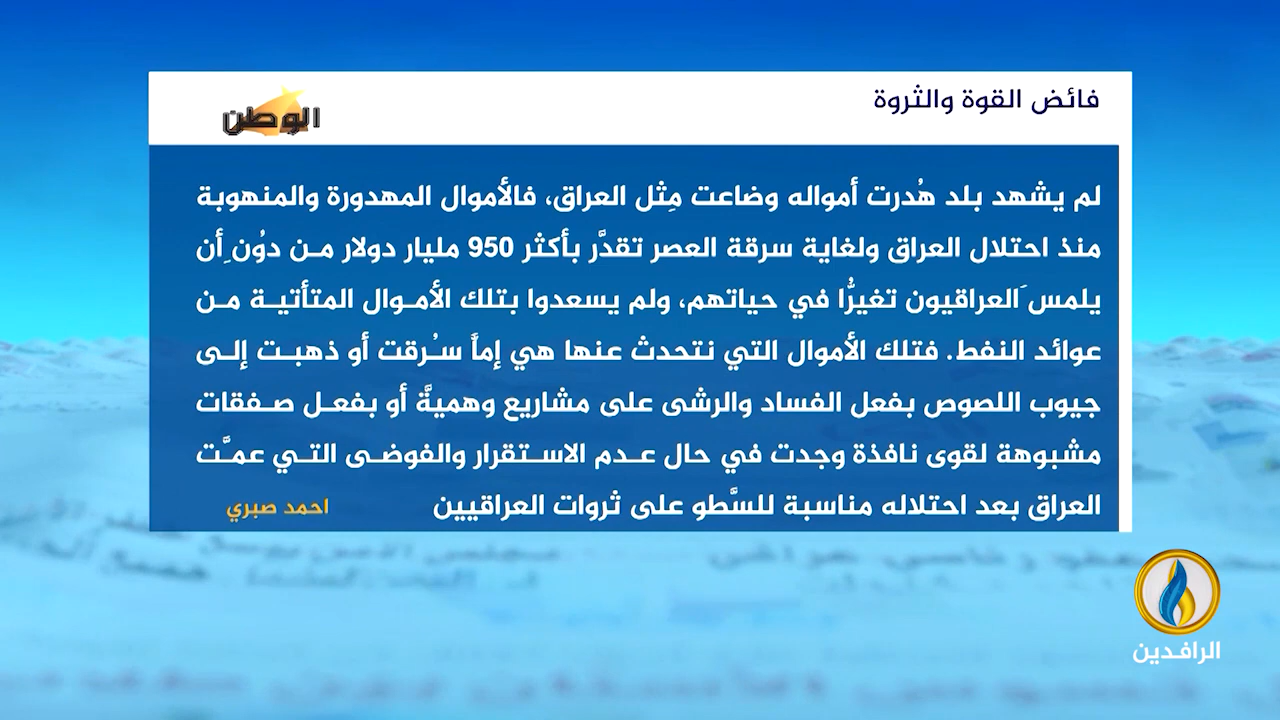 فائض القوة والثروة
الوطن
لم يشهد بلد هُدرت أمواله وضاعت مِثل العراق، فالأموال المهدورة والمنهوبة
منذ احتلال العراق ولغاية سرقة العصر تقدَّر بأكثر 950 مليار دولار من دوُن ِأن
يلمس َالعراقيون تغيرُّا في حياتهم، ولم يسعدوا بتلك الأموال المتأتية من
عوائد النفط. فتلك الأموال التي نتحدث عنها هي إماَّ سُرقت أو ذهبت إلى
جيوب اللصوص بفعل الفساد والرشى على مشاريع وهميةَّ أو بفعل صفقات
مشبوهة لقوى نافذة وجدت في حال عدم الاستقرار والفوضى التي عمَّت
العراق بعد احتلاله مناسبة للسَّطو على ثروات العراقيين
احمد صبري
الرافدين